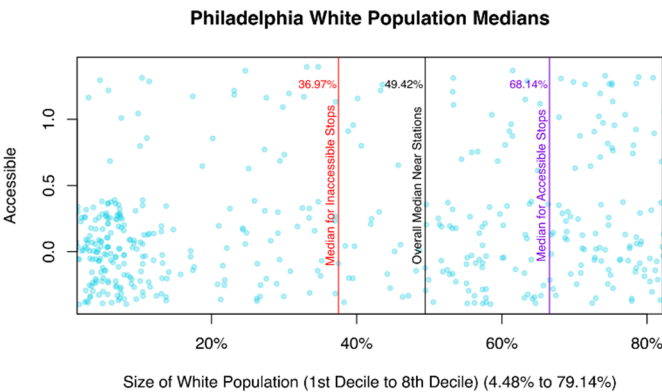 Philadelphia White Population Medians
36.97%
49.42%
68.14%
Median for Inaccessible Stops
Overall Median Near Stations
Median for Accessible Stops
Accessible
1.0
0.5
0.0
20%
40%
60%
80%
Size of White Population (1st Decile to 8th Decile) (4.48% to 79.14%)